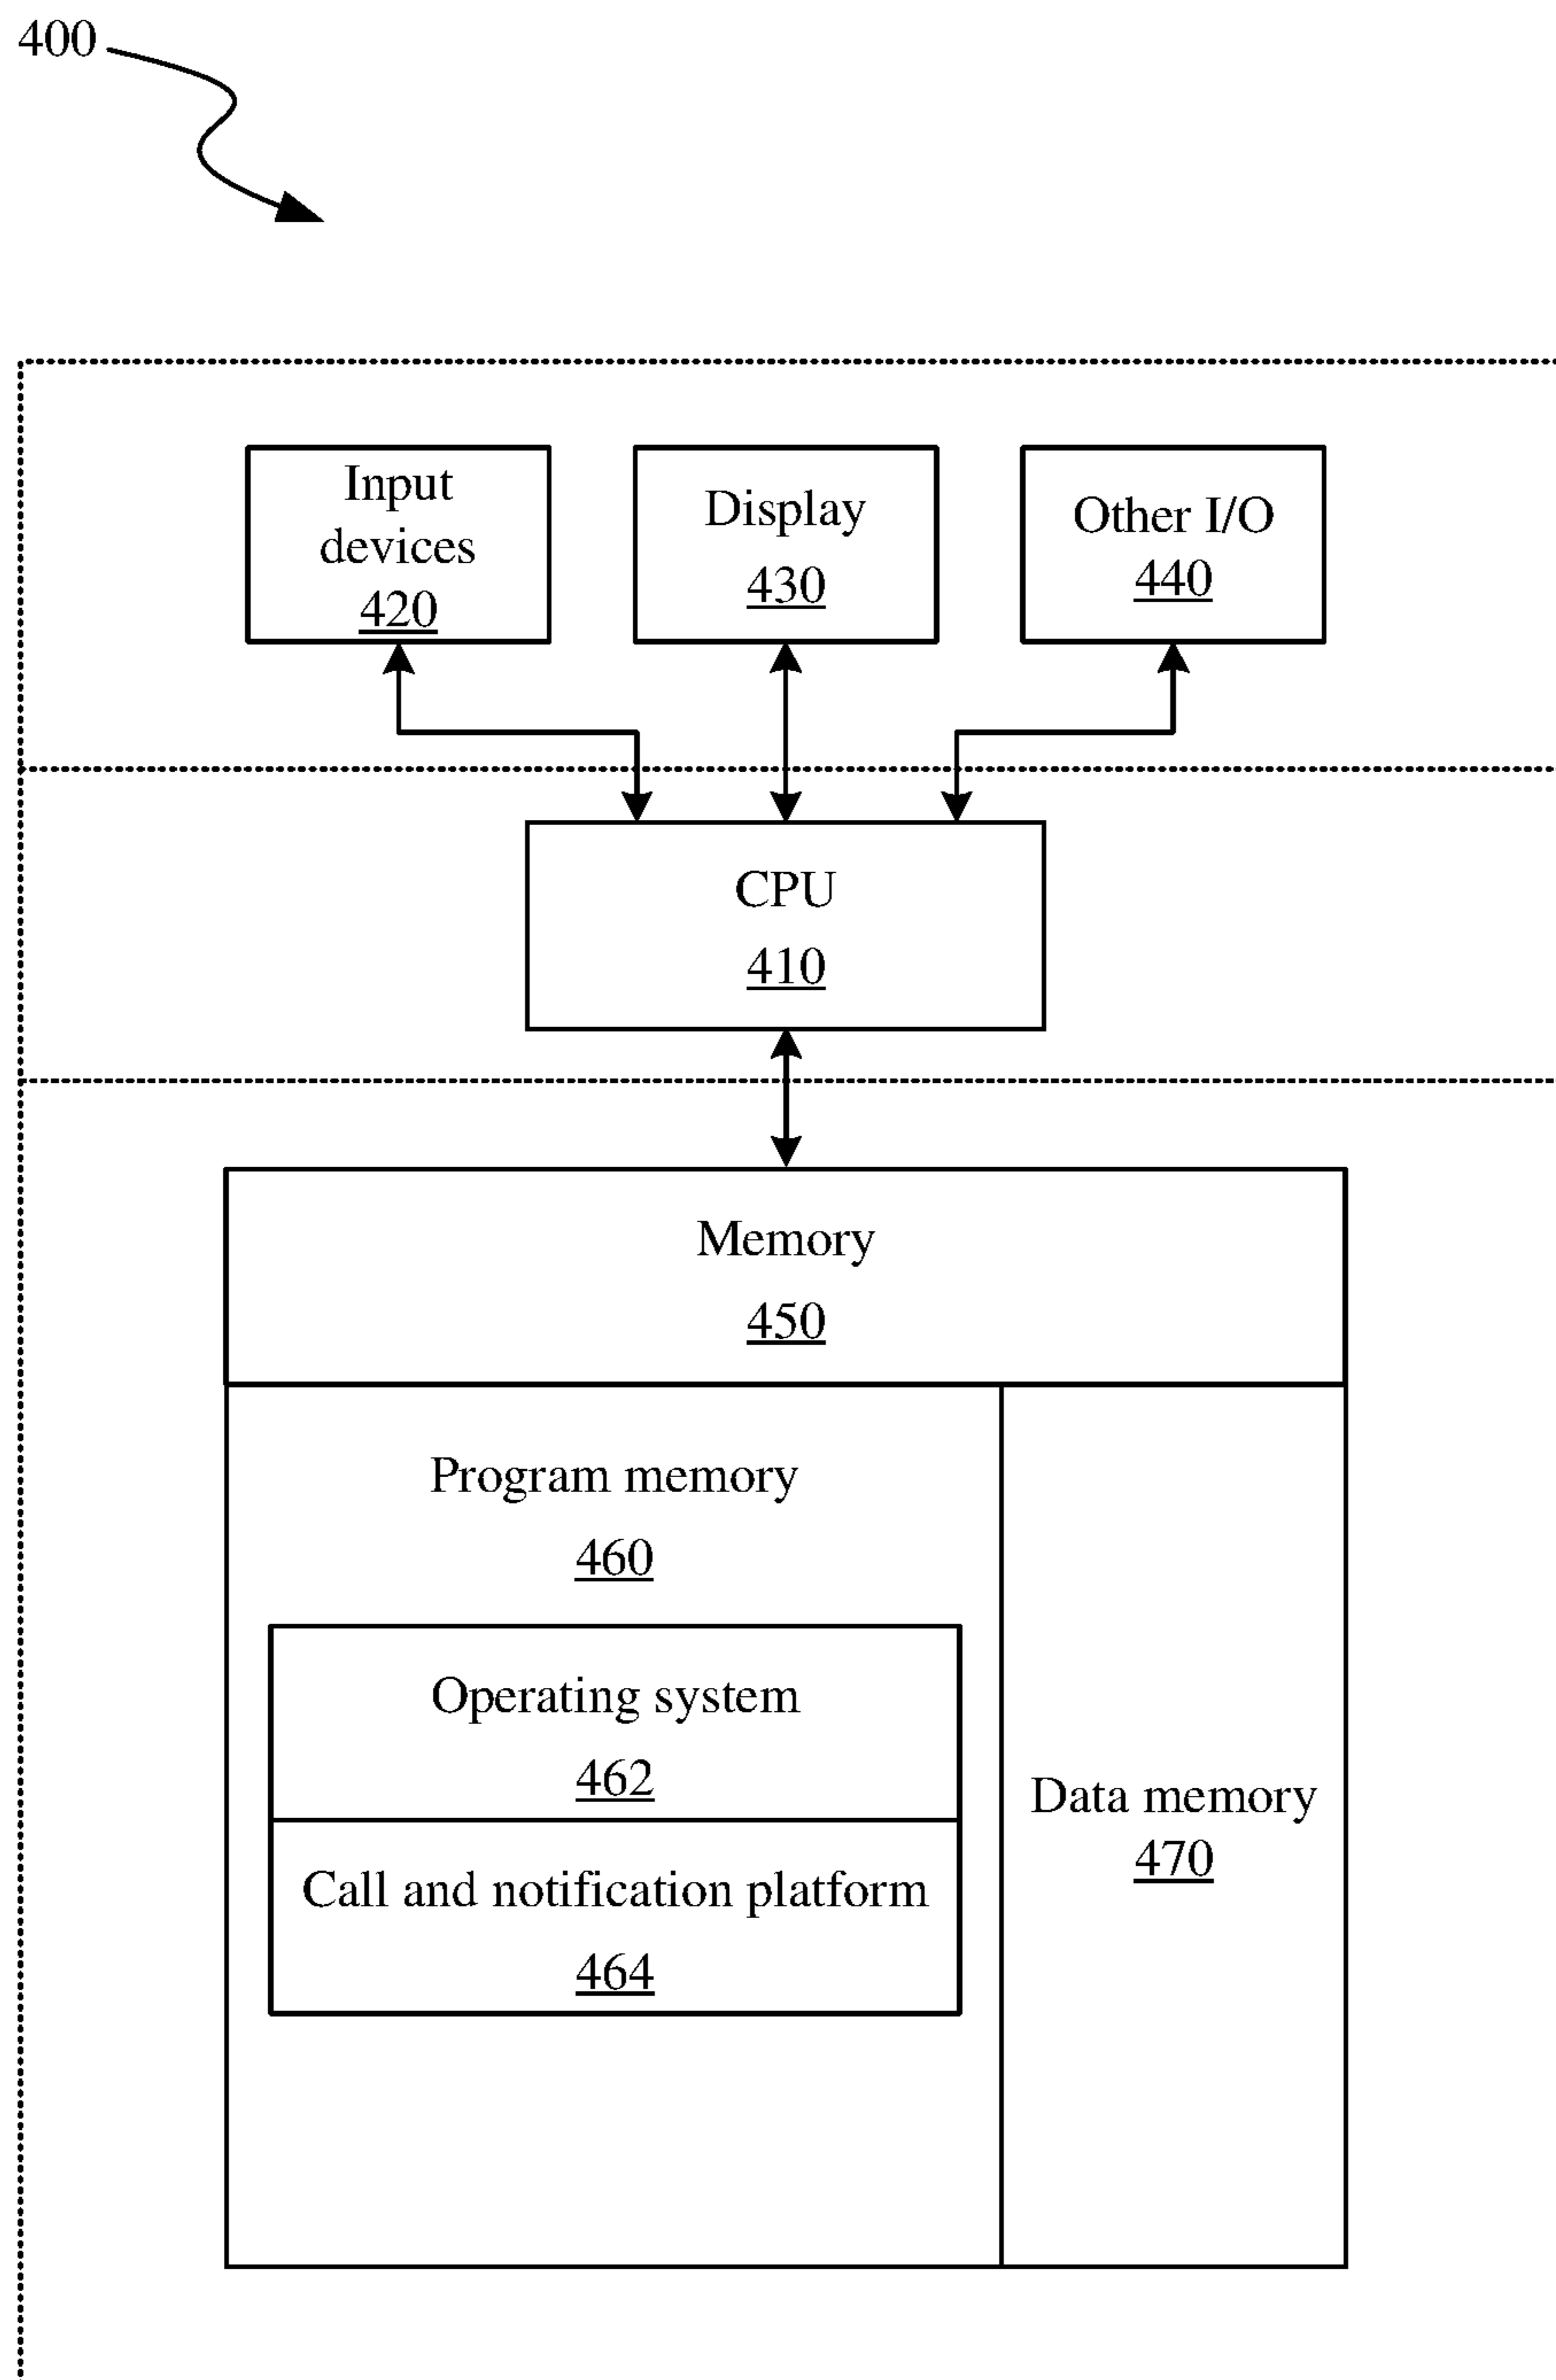 400
Input
devices
420
Display
430
Other I/O
440
CPU
410
Memory
450
Program memory
460
Operating system
462
Call and notification platform
464
Data memory
470